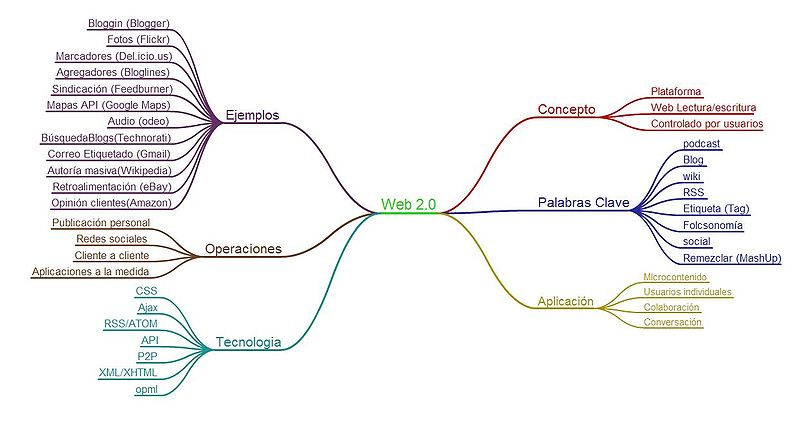 Web 2.0
Ejemplos
Bloggin (Blogger)
Fotos (Flickr)
Marcadores (Del.icio.us)
Agregadores (Bloglines)
Sindicación (Feedburner)
Mapas API (Google Maps)
Audio (odeo)
BúsquedaBlogs(Technorati)
Correo Etiquetado (Gmail)
Autoría masiva(Wikipedia)
Retroalimentación (eBay)
Opinión clientes(Amazon)
Operaciones
Publicación personal
Redes sociales
Cliente a cliente
Aplicaciones a la medida
Tecnologia
CSS
Ajax
RSS/ATOM
API
P2P
XML/XHTML
opml
Concepto
Plataforma
Web Lectura/escritura
Controlado por usuarios
Palabras Clave
podcast
Blog
wiki
RSS
Etiqueta (Tag)
Folcsonomía
social
Remezclar (MashUp)
Aplicación
MIcrocontenido
Usuarios individuales
Colaboración
Conversación